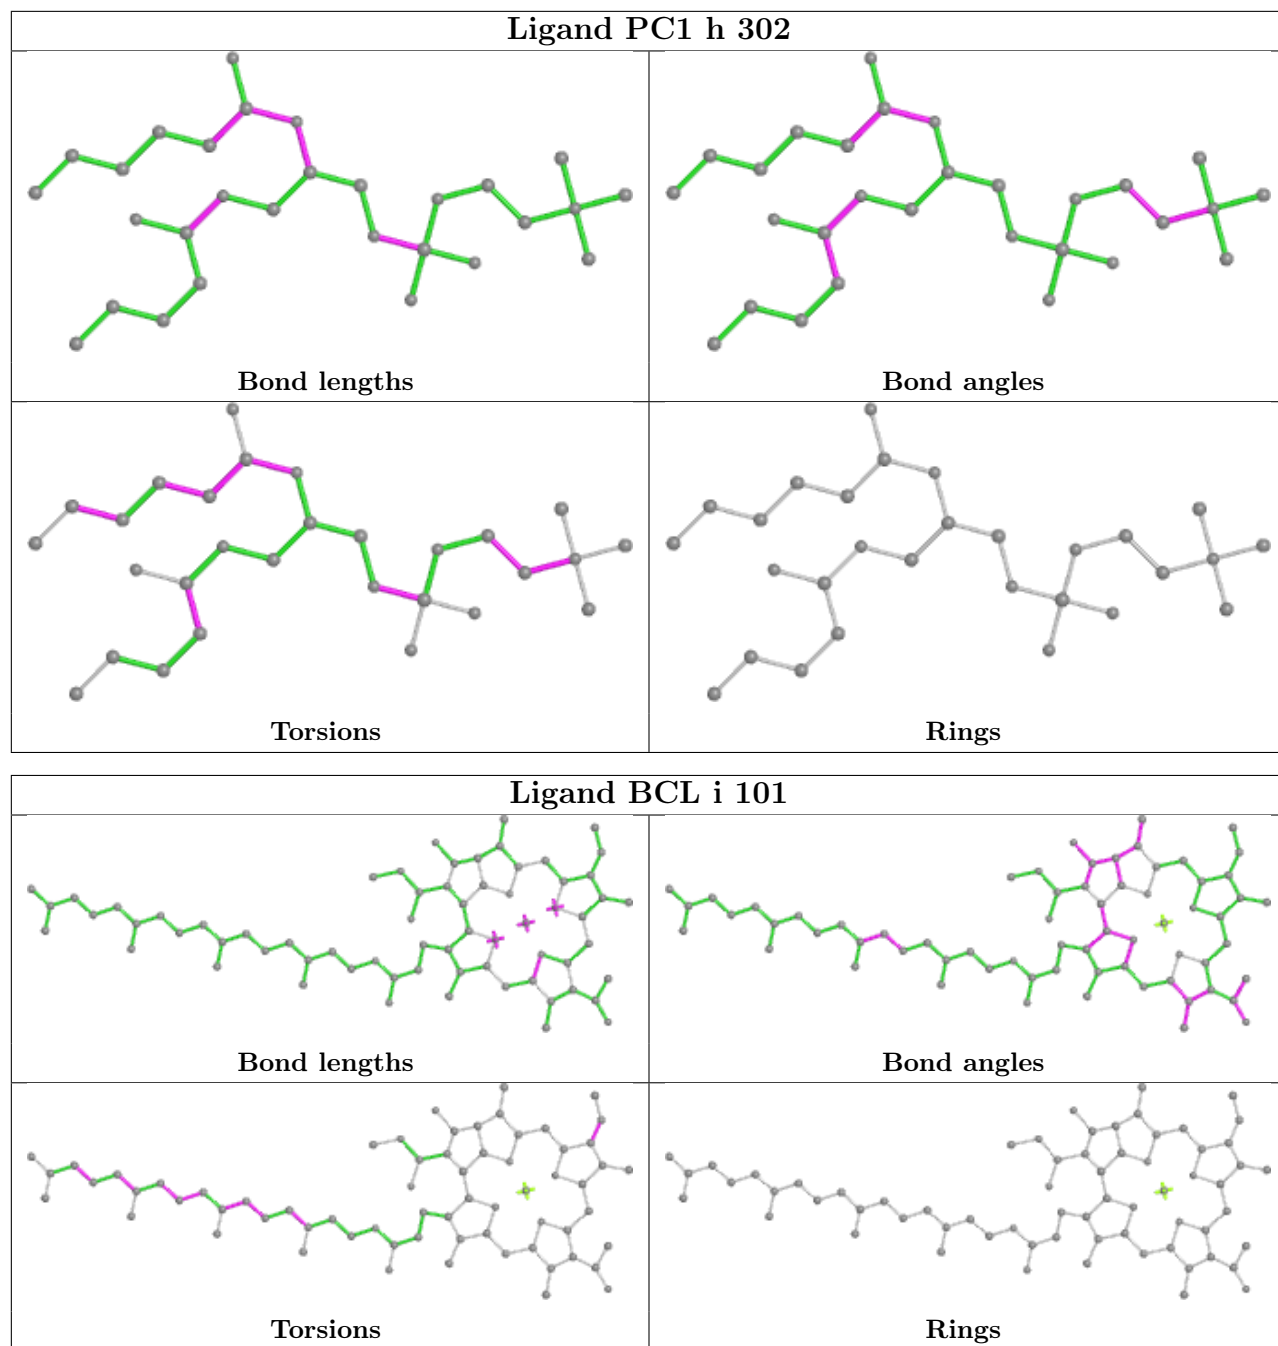 Ligand PC1 h 302
Bond lengths
Bond angles
Torsions
Rings
Ligand BCL i 101
Bond lengths
Bond angles
Torsions
Rings